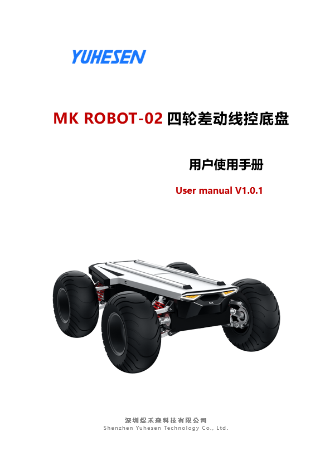 YUHESEN
MK ROBOT-02 四轮差动线控底盘
用户使用手册
User manual V1.0.1
深圳煜禾森科技有限公司
Shenzhen Yuhesen Technology Co., Ltd.